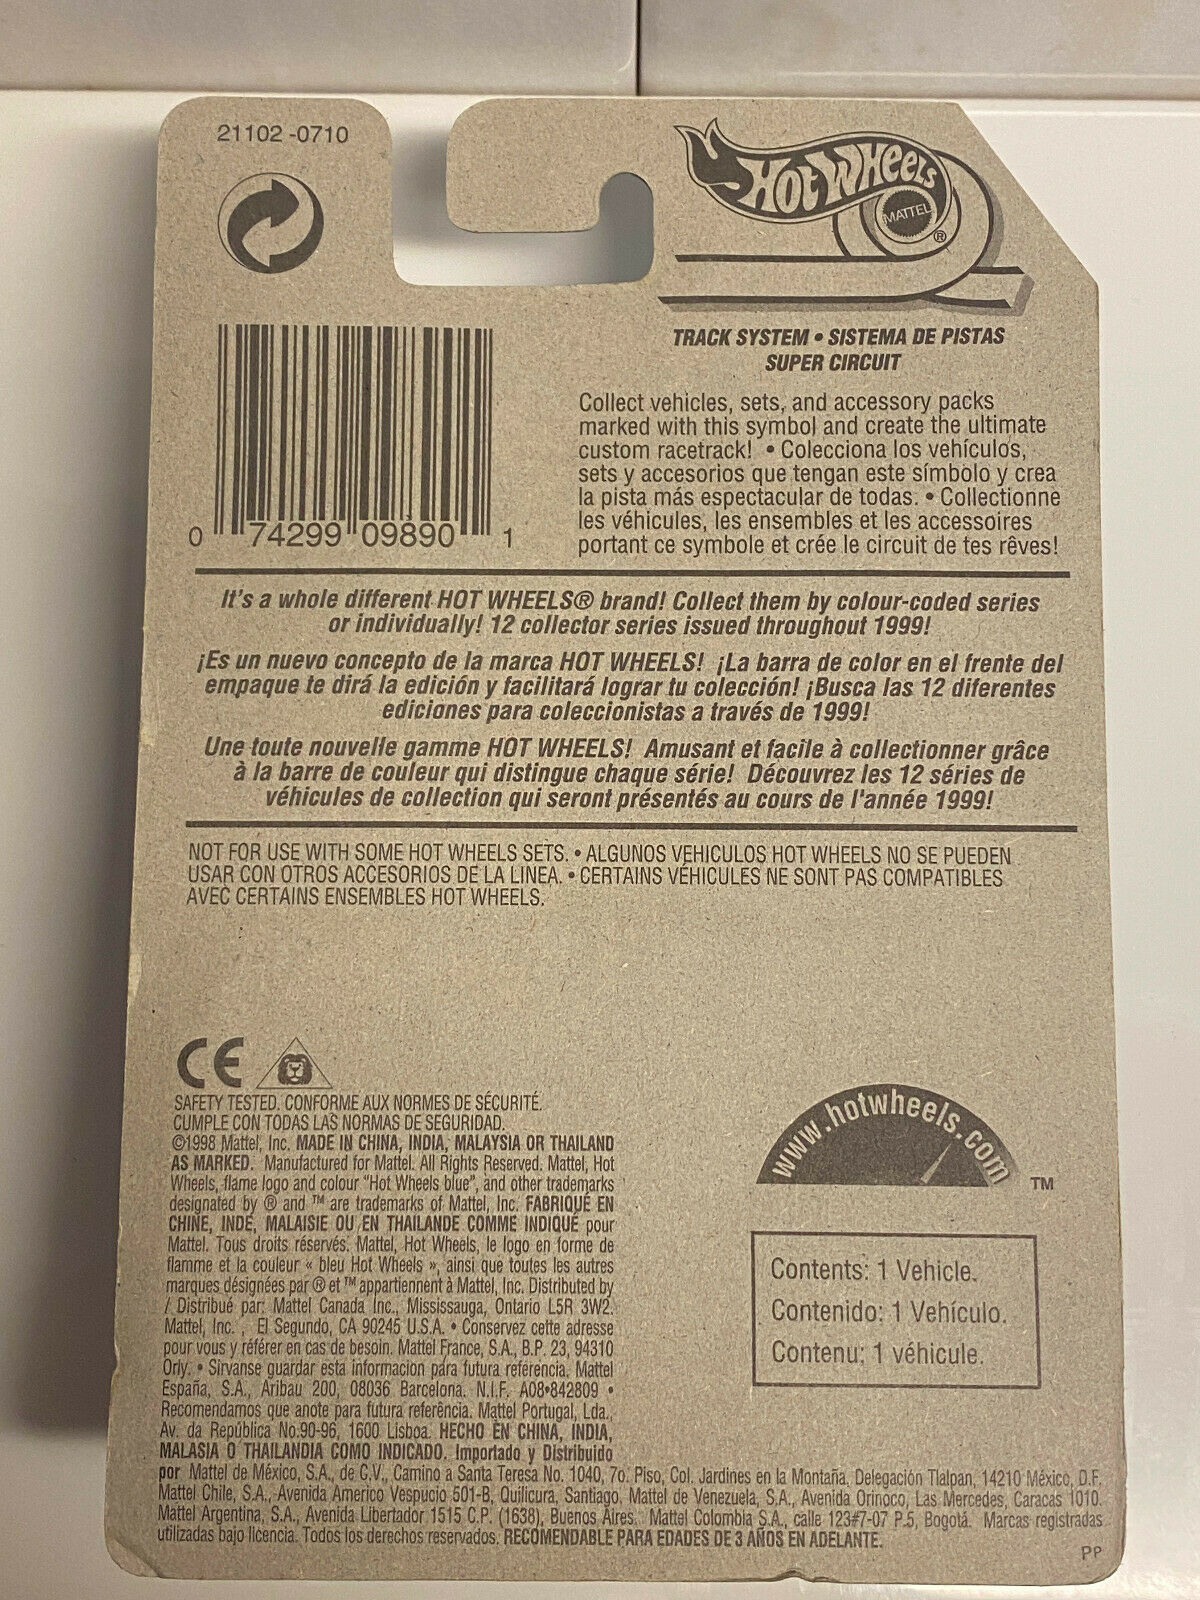 21102 -0710
HOT WHEELS
MATTEL
®
TRACK SYSTEM • SISTEMA DE PISTAS
SUPER CIRCUIT
Collect vehicles, sets, and accessory packs
marked with this symbol and create the ultimate
custom racetrack! • Colecciona los vehículos,
sets y accesorios que tengan este símbolo y crea
la pista más espectacular de todas. • Collectionne
les véhicules, les ensembles et les accessoires
portant ce symbole et crée le circuit de tes rêves!
0 74299 09890 1
It's a whole different HOT WHEELS® brand! Collect them by colour-coded series
or individually! 12 collector series issued throughout 1999!
¡Es un nuevo concepto de la marca HOT WHEELS! ¡La barra de color en el frente del
empaque te dirá la edición y facilitará lograr tu colección! ¡Busca las 12 diferentes
ediciones para coleccionistas a través de 1999!
Une toute nouvelle gamme HOT WHEELS! Amusant et facile à collectionner grâce
à la barre de couleur qui distingue chaque série! Découvrez les 12 séries de
véhicules de collection qui seront présentés au cours de l'année 1999!
NOT FOR USE WITH SOME HOT WHEELS SETS. • ALGUNOS VEHICULOS HOT WHEELS NO SE PUEDEN
USAR CON OTROS ACCESORIOS DE LA LINEA. • CERTAINS VÉHICULES NE SONT PAS COMPATIBLES
AVEC CERTAINS ENSEMBLES HOT WHEELS.
CE
SAFETY TESTED. CONFORME AUX NORMES DE SÉCURITÉ.
CUMPLE CON TODAS LAS NORMAS DE SEGURIDAD.
©1998 Mattel, Inc. MADE IN CHINA, INDIA, MALAYSIA OR THAILAND
AS MARKED. Manufactured for Mattel. All Rights Reserved. Mattel, Hot
Wheels, flame logo and colour "Hot Wheels blue", and other trademarks
designated by ® and ™ are trademarks of Mattel, Inc. FABRIQUÉ EN
CHINE, INDE, MALAISIE OU EN THAILANDE COMME INDIQUÉ pour
Mattel. Tous droits réservés. Mattel, Hot Wheels, le logo en forme de
flamme et la couleur « bleu Hot Wheels », ainsi que toutes les autres
marques désignées par ® et ™ appartiennent à Mattel, Inc. Distributed by
/ Distribué par: Mattel Canada Inc., Mississauga, Ontario L5R 3W2.
Mattel, Inc. , El Segundo, CA 90245 U.S.A. • Conservez cette adresse
pour vous y référer en cas de besoin. Mattel France, S.A., B.P. 23, 94310
Orly. • Sírvanse guardar esta información para futura referencia. Mattel
España, S.A., Aribau 200, 08036 Barcelona. N.I.F. A08•842809 •
Recomendamos que anote para futura referência. Mattel Portugal, Lda.,
Av. da República No.90-96, 1600 Lisboa. HECHO EN CHINA, INDIA,
MALASIA O THAILANDIA COMO INDICADO. Importado y Distribuido
por Mattel de México, S.A., de C.V., Camino a Santa Teresa No. 1040, 7o. Piso, Col. Jardines en la Montaña, Delegación Tlalpan, 14210 México, D.F.
Mattel Chile, S.A., Avenida Americo Vespucio 501-B, Quilicura, Santiago. Mattel de Venezuela, S.A., Avenida Orinoco, Las Mercedes, Caracas 1010.
Mattel Argentina, S.A., Avenida Libertador 1515 C.P. (1638), Buenos Aires. Mattel Colombia S.A., calle 123#7-07 P.5, Bogotá. Marcas registradas
utilizadas bajo licencia. Todos los derechos reservados. RECOMENDABLE PARA EDADES DE 3 AÑOS EN ADELANTE.
www.hotwheels.com
™
Contents: 1 Vehicle.
Contenido: 1 Vehículo.
Contenu: 1 véhicule.
PP